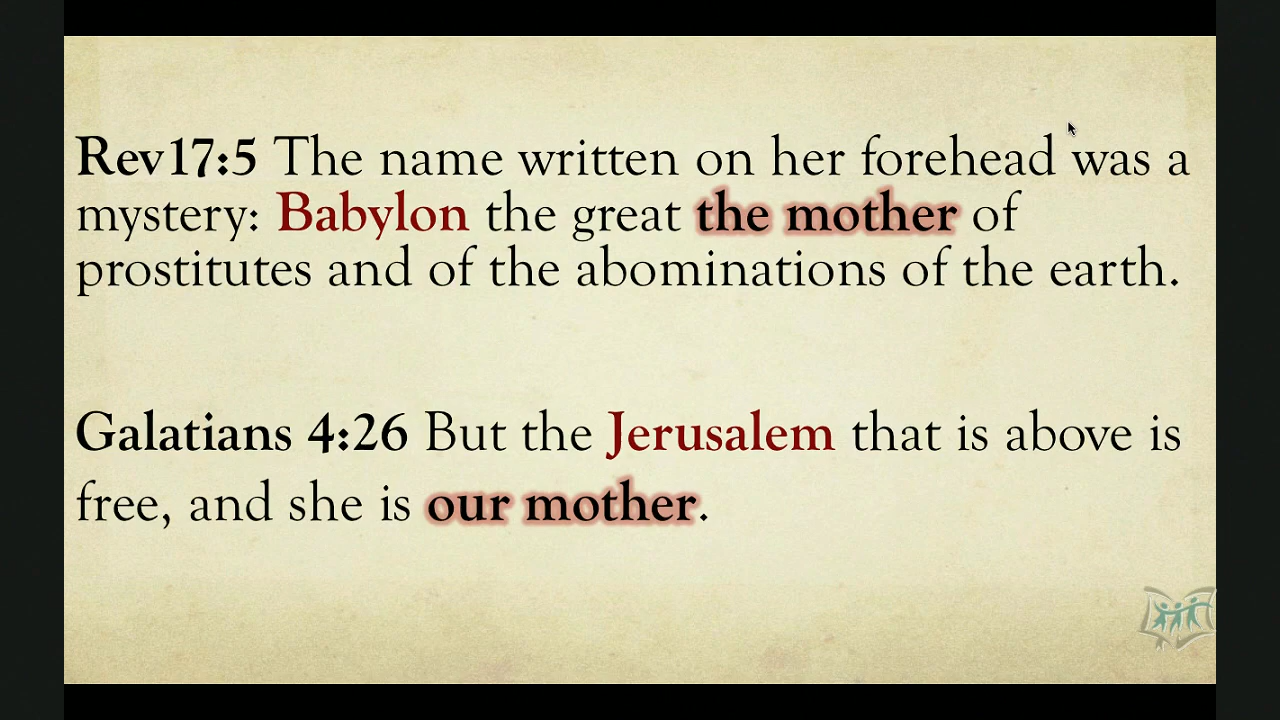 Rev17:5 The name written on her forehead was a
mystery: Babylon the great the mother of
prostitutes and of the abominations of the earth.
Galatians 4:26 But the Jerusalem that is above is
free, and she is our mother.